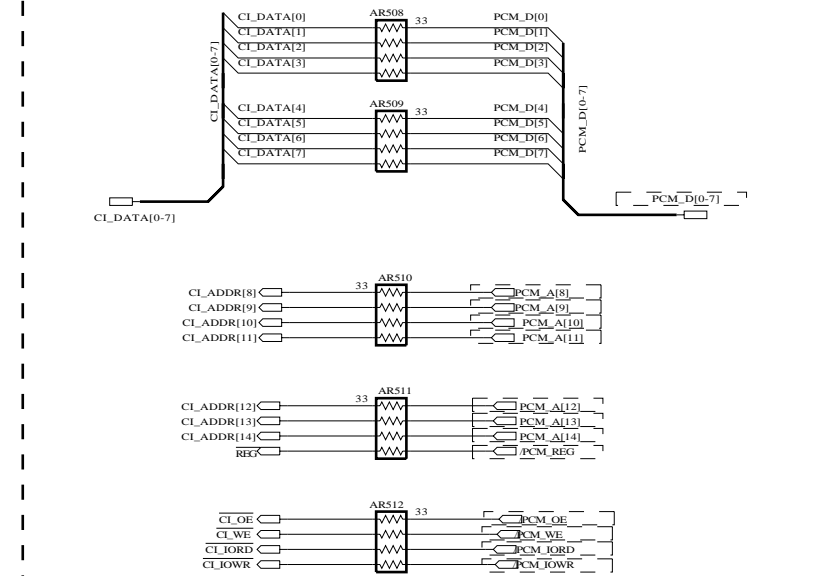 CI_DATA[0] AR508 33 PCM_D[0]
CI_DATA[1] PCM_D[1]
CI_DATA[2] PCM_D[2]
CI_DATA[3] PCM_D[3]
CI_DATA[0-7]
PCM_D[0-7]
CI_DATA[4] AR509 33 PCM_D[4]
CI_DATA[5] PCM_D[5]
CI_DATA[6] PCM_D[6]
CI_DATA[7] PCM_D[7]
PCM_D[0-7]
CI_DATA[0-7]
AR510
33
CI_ADDR[8] PCM_A[8]
CI_ADDR[9] PCM_A[9]
CI_ADDR[10] PCM_A[10]
CI_ADDR[11] PCM_A[11]
AR511
33
CI_ADDR[12] PCM_A[12]
CI_ADDR[13] PCM_A[13]
CI_ADDR[14] PCM_A[14]
REG /PCM_REG
AR512
33
CI_OE /PCM_OE
CI_WE /PCM_WE
CI_IORD /PCM_IORD
CI_IOWR /PCM_IOWR